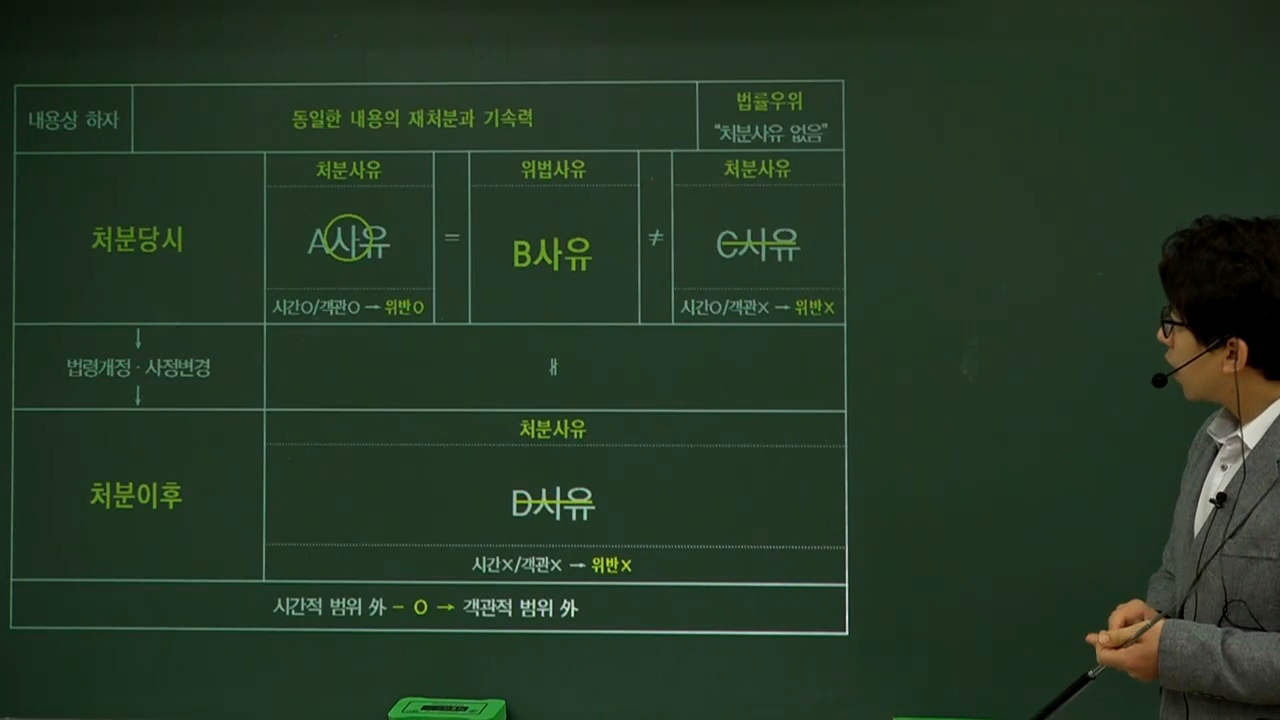 내용상 하자
동일한 내용의 재처분과 기속력
법률우위
"처분사유 없음"
처분당시
처분사유
A사유
시간O/객관O → 위반O
=
위법사유
B사유
≠
처분사유
C사유
시간O/객관X → 위반X
↓
법령개정 · 사정변경
↓
처분이후
처분사유
D사유
시간X/객관X → 위반X
시간적 범위 外 - O → 객관적 범위 外